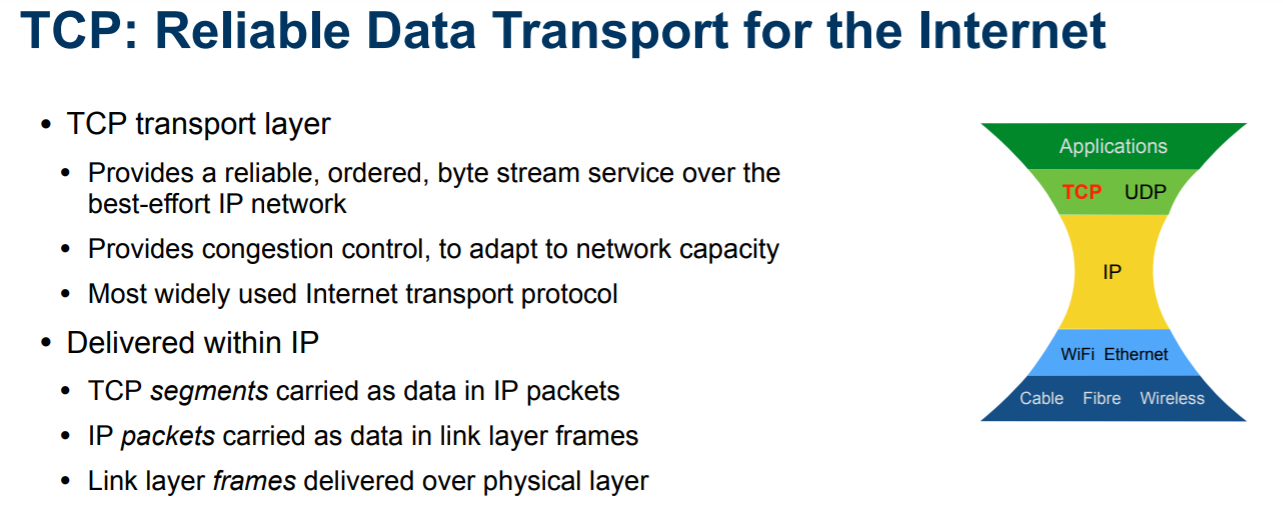 TCP: Reliable Data Transport for the Internet
• TCP transport layer
• Provides a reliable, ordered, byte stream service over the
best-effort IP network
• Provides congestion control, to adapt to network capacity
• Most widely used Internet transport protocol
• Delivered within IP
• TCP segments carried as data in IP packets
• IP packets carried as data in link layer frames
• Link layer frames delivered over physical layer
Applications
TCP UDP
IP
WiFi Ethernet
Cable Fibre Wireless